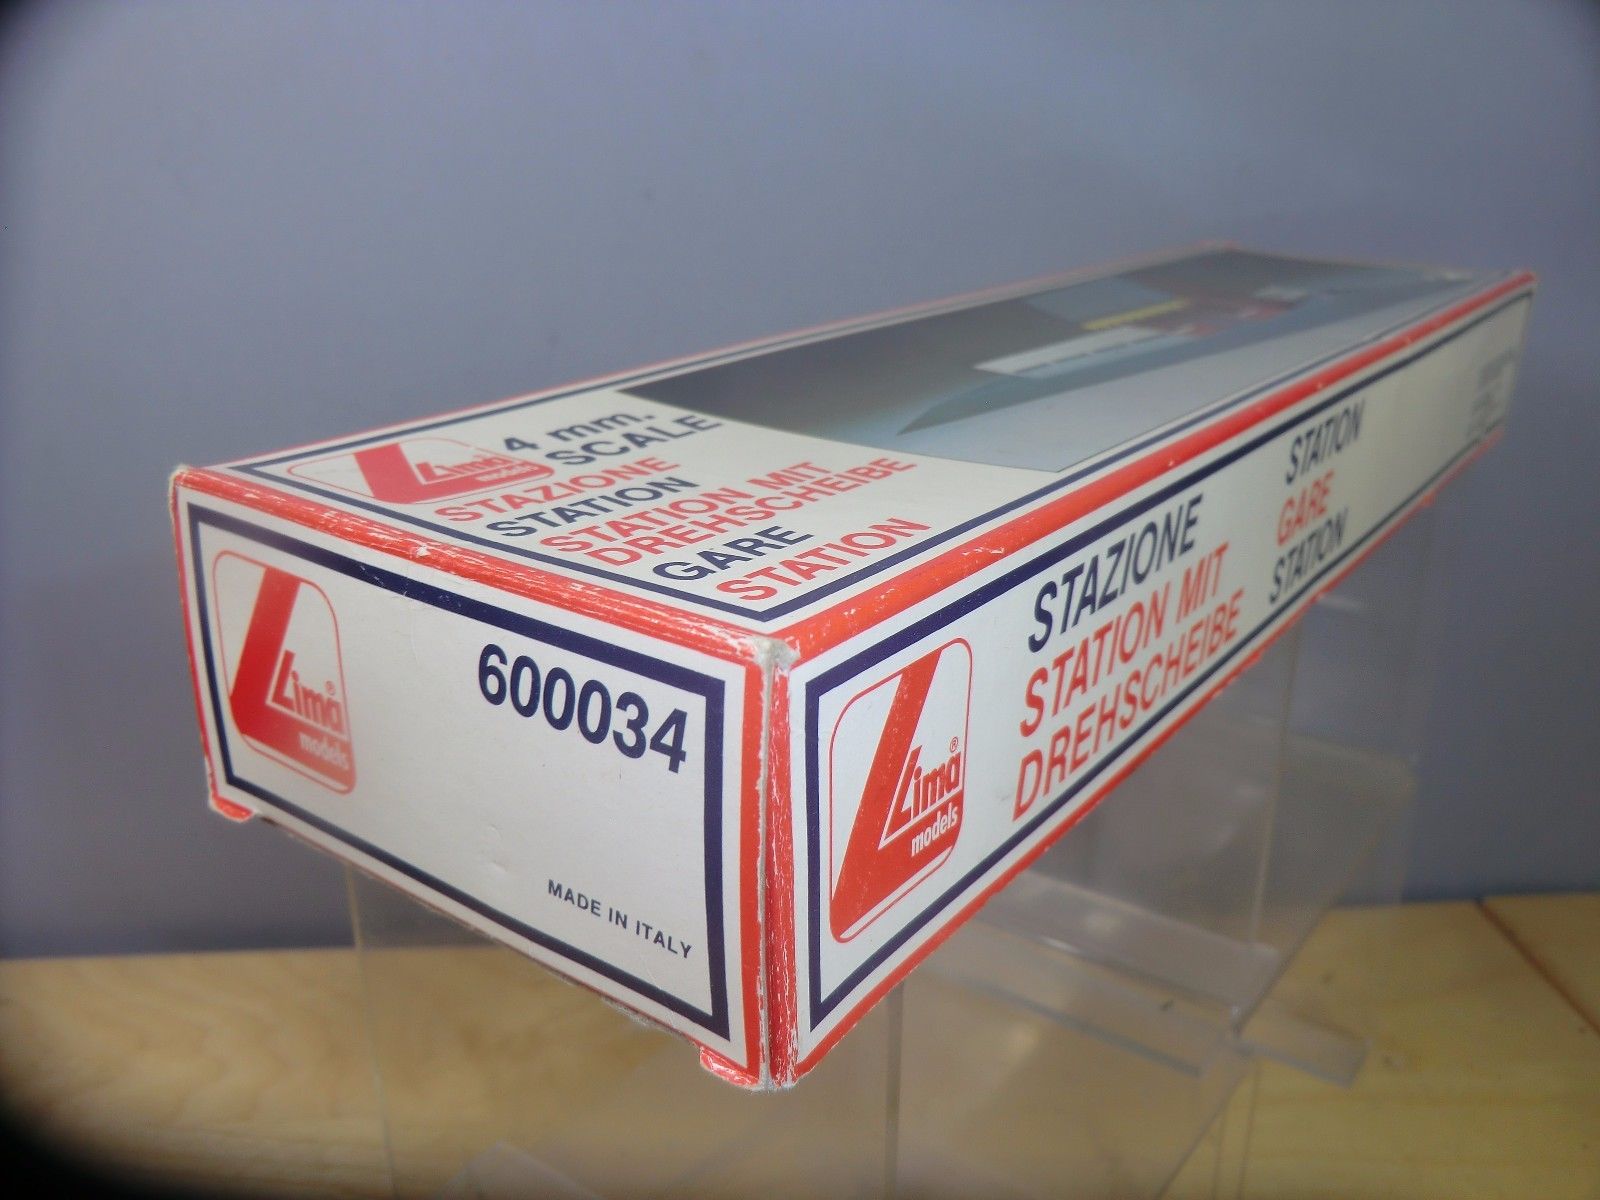 Lima®
models
4 mm.
SCALE
STAZIONE
STATION
STATION MIT
DREHSCHEIBE
GARE
STATION
Lima®
models
600034
MADE IN ITALY
Lima®
models
STAZIONE
STATION MIT
DREHSCHEIBE
STATION
GARE
STATION